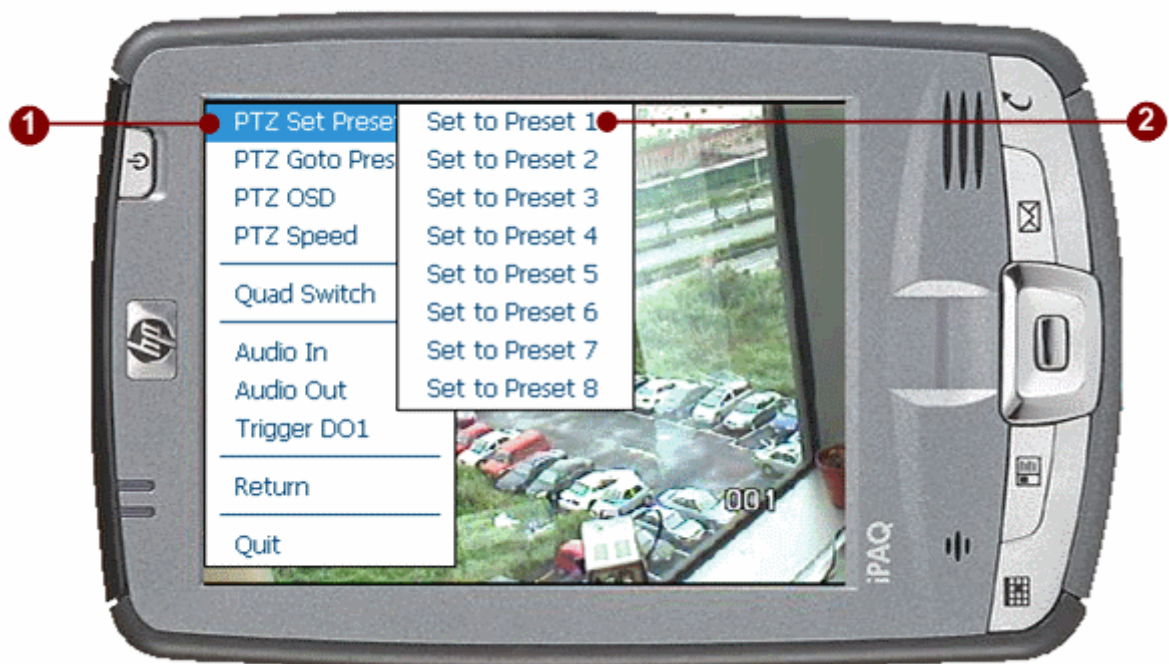 1
2
PTZ Set Prese
PTZ Goto Pres
PTZ OSD
PTZ Speed
Quad Switch
Audio In
Audio Out
Trigger DO1
Return
Quit
Set to Preset 1
Set to Preset 2
Set to Preset 3
Set to Preset 4
Set to Preset 5
Set to Preset 6
Set to Preset 7
Set to Preset 8
001
hp
iPAQ